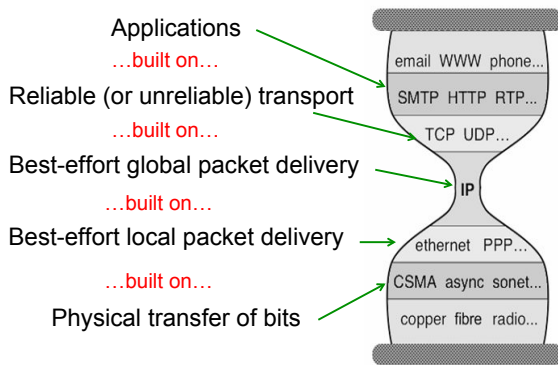 Applications
…built on…
Reliable (or unreliable) transport
…built on…
Best-effort global packet delivery
…built on…
Best-effort local packet delivery
…built on…
Physical transfer of bits
email WWW phone...
SMTP HTTP RTP...
TCP UDP…
IP
ethernet PPP…
CSMA async sonet...
copper fibre radio...